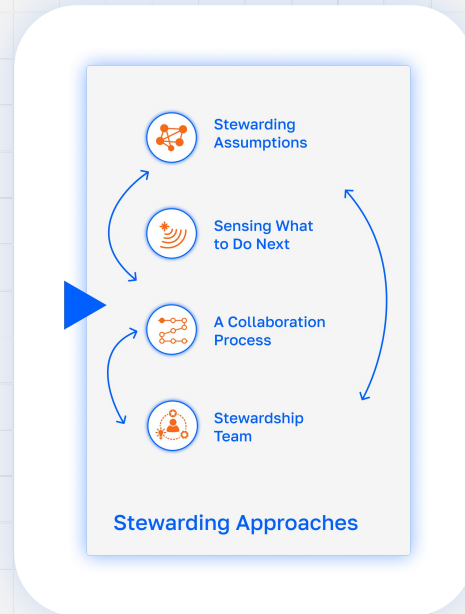 Stewarding
Assumptions
Sensing What
to Do Next
A Collaboration
Process
Stewardship
Team
Stewarding Approaches